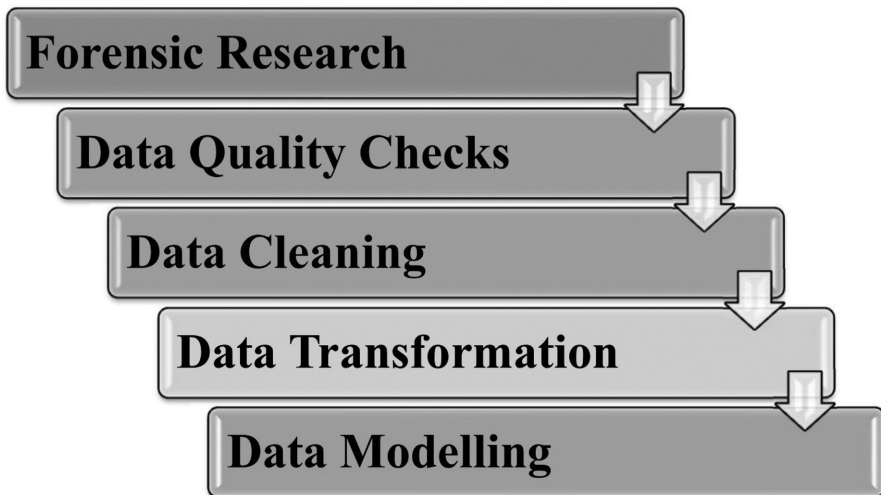 Forensic Research
Data Quality Checks
Data Cleaning
Data Transformation
Data Modelling